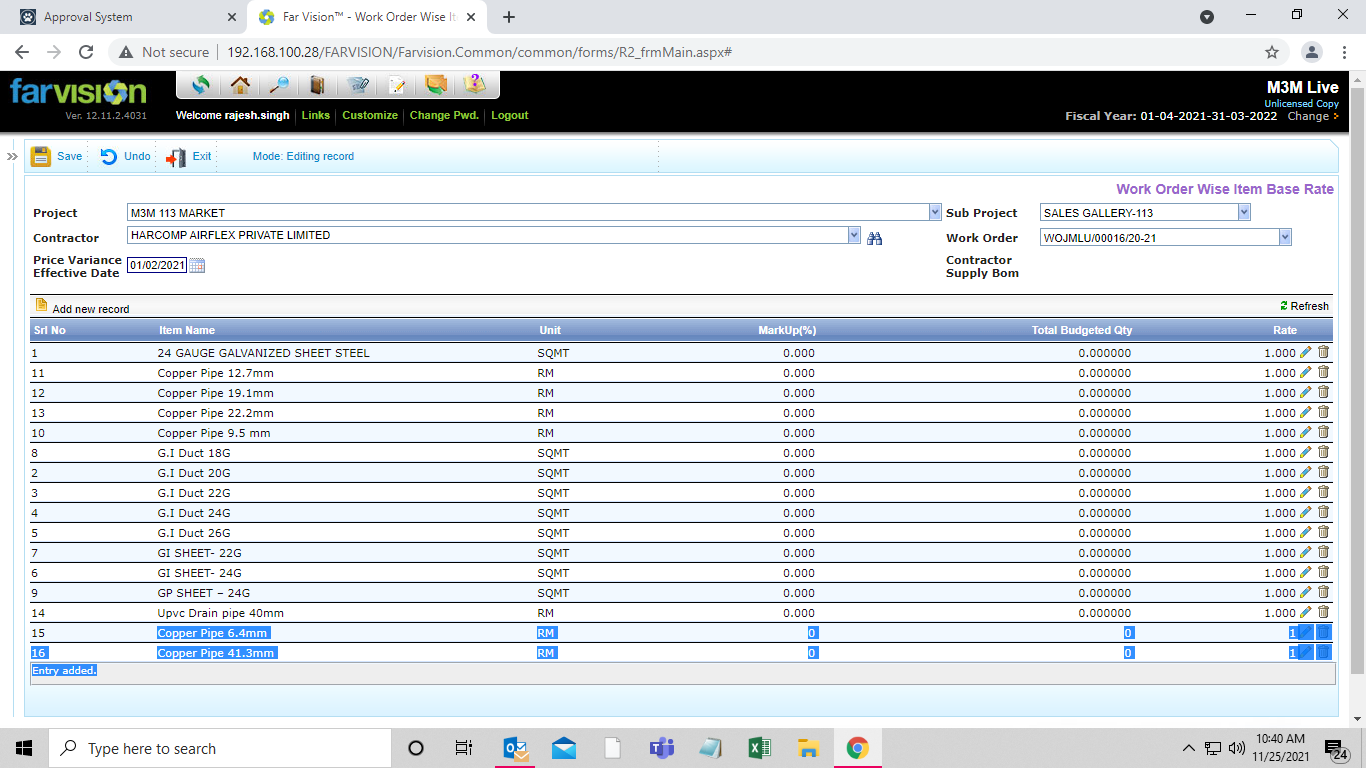 Approval System
Far Vision™ - Work Order Wise It
Not secure 192.168.100.28/FARVISION/Farvision.Common/common/forms/R2_frmMain.aspx#
farvision
Ver. 12.11.2.4031
Welcome rajesh.singh Links Customize Change Pwd. Logout
M3M Live
Unlicensed Copy
Fiscal Year: 01-04-2021-31-03-2022 Change
Save Undo Exit Mode: Editing record
Work Order Wise Item Base Rate
Project M3M 113 MARKET Sub Project SALES GALLERY-113
Contractor HARCOMP AIRFLEX PRIVATE LIMITED Work Order WOJMLU/00016/20-21
Price Variance Effective Date 01/02/2021 Contractor Supply Bom
Add new record Refresh
Srl No Item Name Unit MarkUp(%) Total Budgeted Qty Rate
1 24 GAUGE GALVANIZED SHEET STEEL SQMT 0.000 0.000000 1.000
11 Copper Pipe 12.7mm RM 0.000 0.000000 1.000
12 Copper Pipe 19.1mm RM 0.000 0.000000 1.000
13 Copper Pipe 22.2mm RM 0.000 0.000000 1.000
10 Copper Pipe 9.5 mm RM 0.000 0.000000 1.000
8 G.I Duct 18G SQMT 0.000 0.000000 1.000
2 G.I Duct 20G SQMT 0.000 0.000000 1.000
3 G.I Duct 22G SQMT 0.000 0.000000 1.000
4 G.I Duct 24G SQMT 0.000 0.000000 1.000
5 G.I Duct 26G SQMT 0.000 0.000000 1.000
7 GI SHEET- 22G SQMT 0.000 0.000000 1.000
6 GI SHEET- 24G SQMT 0.000 0.000000 1.000
9 GP SHEET – 24G SQMT 0.000 0.000000 1.000
14 Upvc Drain pipe 40mm RM 0.000 0.000000 1.000
15 Copper Pipe 6.4mm RM 0 0 1
16 Copper Pipe 41.3mm RM 0 0 1
Entry added.
Type here to search
10:40 AM
11/25/2021
24